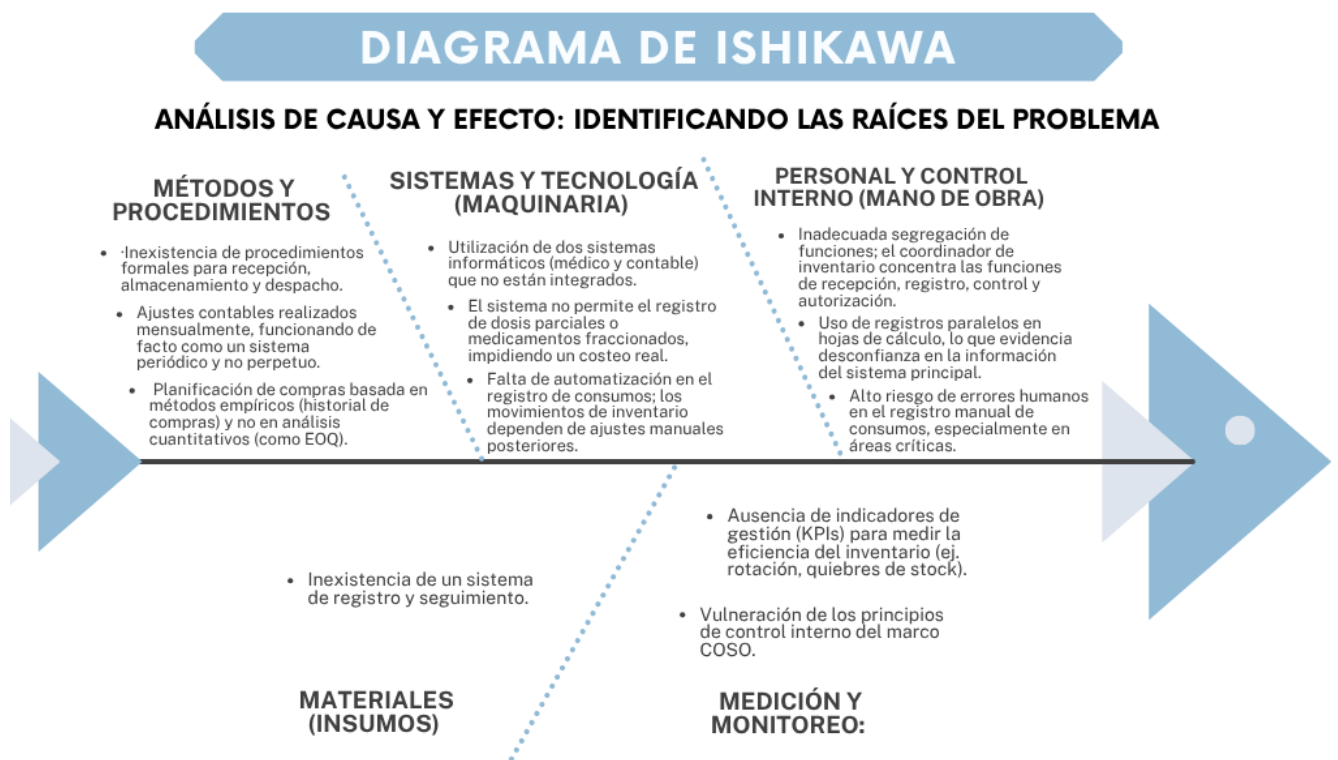 DIAGRAMA DE ISHIKAWA
ANÁLISIS DE CAUSA Y EFECTO: IDENTIFICANDO LAS RAÍCES DEL PROBLEMA
MÉTODOS Y
PROCEDIMIENTOS
• ·Inexistencia de procedimientos
formales para recepción,
almacenamiento y despacho.
• Ajustes contables realizados
mensualmente, funcionando de
facto como un sistema
periódico y no perpetuo.
• Planificación de compras basada en
métodos empíricos (historial de
compras) y no en análisis
cuantitativos (como EOQ).
SISTEMAS Y TECNOLOGÍA
(MAQUINARIA)
• Utilización de dos sistemas
informáticos (médico y contable)
que no están integrados.
• El sistema no permite el registro
de dosis parciales o
medicamentos fraccionados,
impidiendo un costeo real.
• Falta de automatización en el
registro de consumos; los
movimientos de inventario
dependen de ajustes manuales
posteriores.
PERSONAL Y CONTROL
INTERNO (MANO DE OBRA)
• Inadecuada segregación de
funciones; el coordinador de
inventario concentra las funciones
de recepción, registro, control y
autorización.
• Uso de registros paralelos en
hojas de cálculo, lo que evidencia
desconfianza en la información
del sistema principal.
• Alto riesgo de errores humanos
en el registro manual de
consumos, especialmente en
áreas críticas.
• Inexistencia de un sistema
de registro y seguimiento.
MATERIALES
(INSUMOS)
• Ausencia de indicadores de
gestión (KPIs) para medir la
eficiencia del inventario (ej.
rotación, quiebres de stock).
• Vulneración de los principios
de control interno del marco
COSO.
MEDICIÓN Y
MONITOREO: